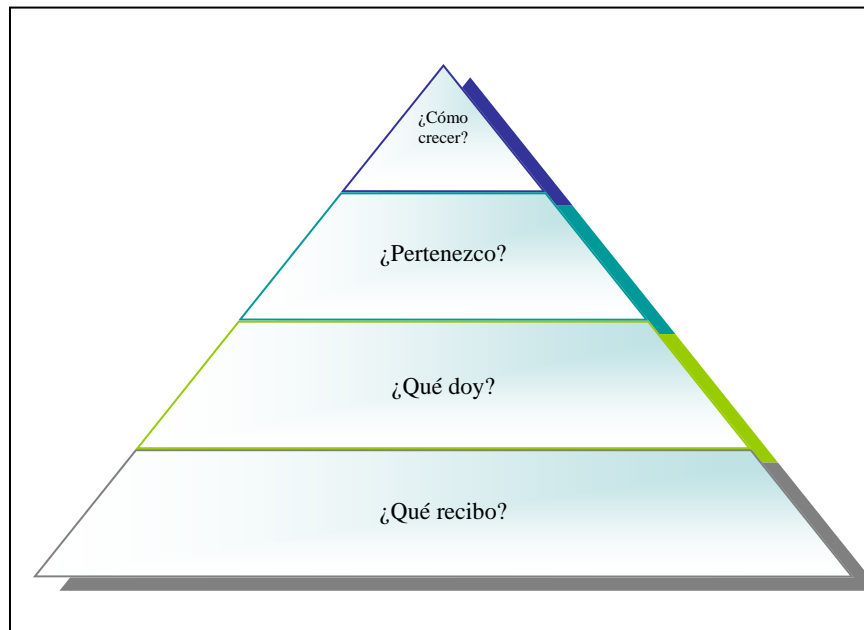 ¿Cómo
crecer?
¿Pertenezco?
¿Qué doy?
¿Qué recibo?